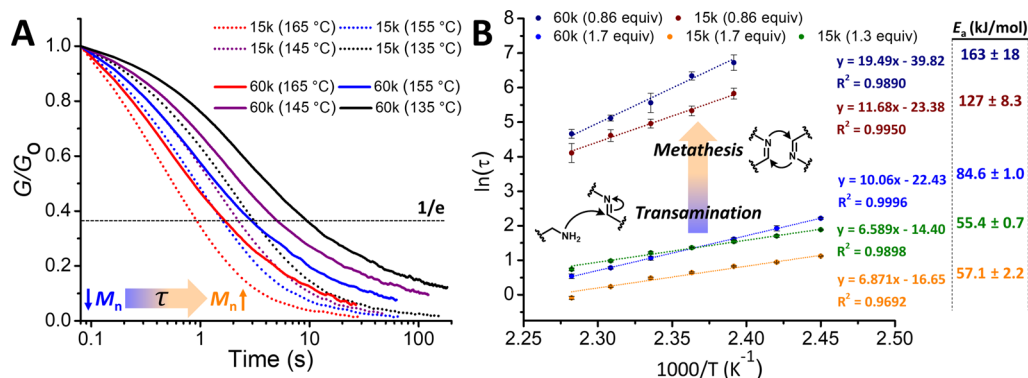 A
15k (165 °C) 15k (155 °C)
15k (145 °C) 15k (135 °C)
60k (165 °C) 60k (155 °C)
60k (145 °C) 60k (135 °C)
1.0
0.8
0.6
0.4
0.2
0.0
G/GO
1/e
Mn τ Mn
0.1 1 10 100
Time (s)
B
60k (0.86 equiv) 15k (0.86 equiv)
60k (1.7 equiv) 15k (1.7 equiv) 15k (1.3 equiv)
Ea (kJ/mol)
8
7
6
5
4
3
2
1
0
ln(τ)
y = 19.49x - 39.82
R² = 0.9890
163 ± 18
y = 11.68x - 23.38
R² = 0.9950
127 ± 8.3
Metathesis
N
N
y = 10.06x - 22.43
R² = 0.9996
84.6 ± 1.0
N
NH2
Transamination
y = 6.589x - 14.40
R² = 0.9898
55.4 ± 0.7
y = 6.871x - 16.65
R² = 0.9692
57.1 ± 2.2
2.25 2.30 2.35 2.40 2.45 2.50
1000/T (K⁻¹)